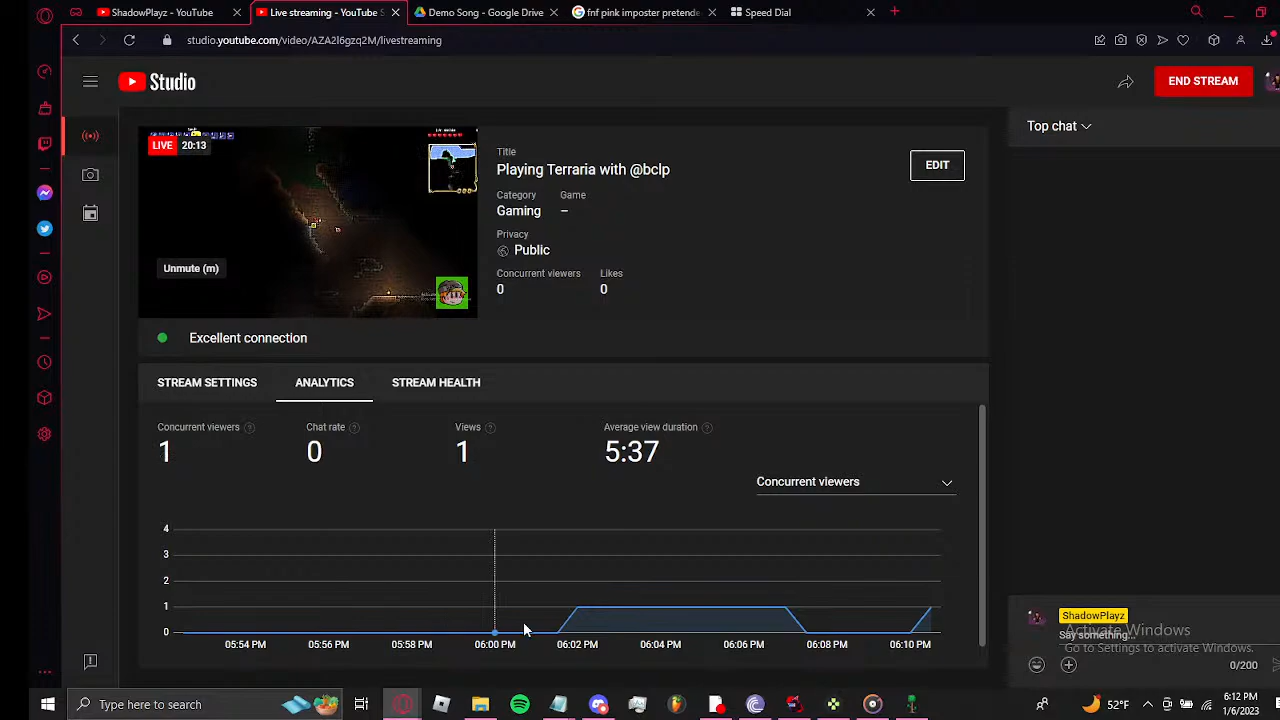 ShadowPlayz - YouTube
Live streaming - YouTube S
Demo Song - Google Drive
fnf pink imposter pretende
Speed Dial
studio.youtube.com/video/AZA2l6gzq2M/livestreaming
Studio
END STREAM
LIVE 20:13
Unmute (m)
Title
Playing Terraria with @bclp
EDIT
Category Game
Gaming –
Privacy
Public
Concurrent viewers Likes
0 0
Top chat
Excellent connection
STREAM SETTINGS ANALYTICS STREAM HEALTH
Concurrent viewers Chat rate Views Average view duration
1 0 1 5:37
Concurrent viewers
4
3
2
1
0
05:54 PM 05:56 PM 05:58 PM 06:00 PM 06:02 PM 06:04 PM 06:06 PM 06:08 PM 06:10 PM
ShadowPlayz
Say something...
Activate Windows
Go to Settings to activate Windows.
0/200
Type here to search
52°F
6:12 PM
1/6/2023